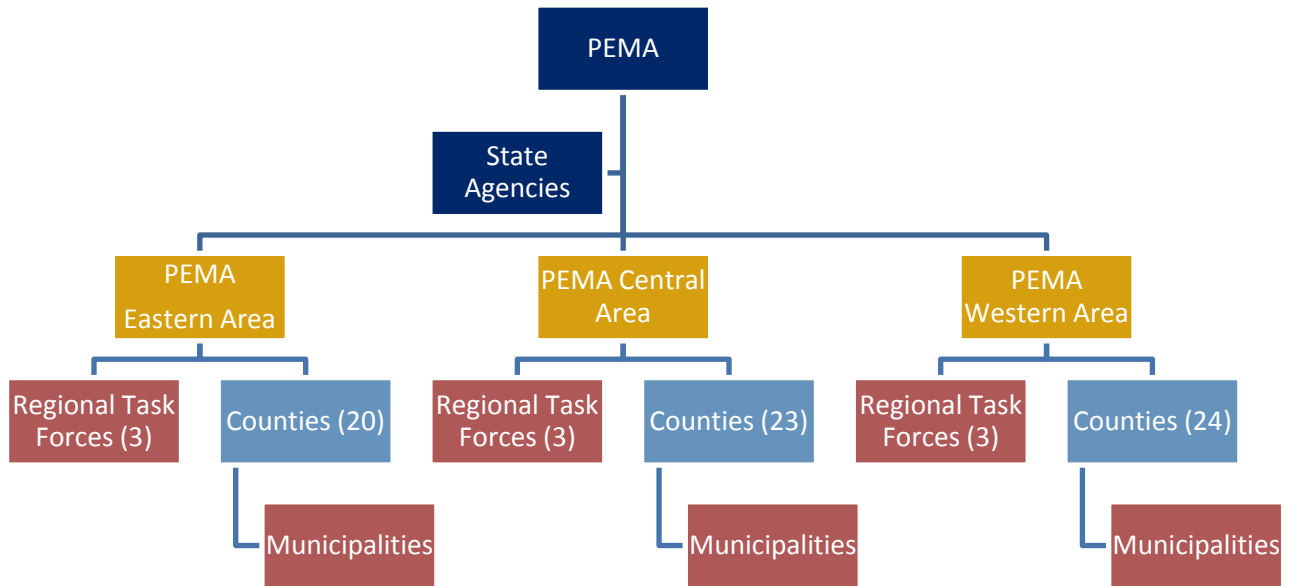 PEMA
State
Agencies
PEMA
Eastern Area
PEMA Central
Area
PEMA
Western Area
Regional Task
Forces (3)
Counties (20)
Regional Task
Forces (3)
Counties (23)
Regional Task
Forces (3)
Counties (24)
Municipalities
Municipalities
Municipalities